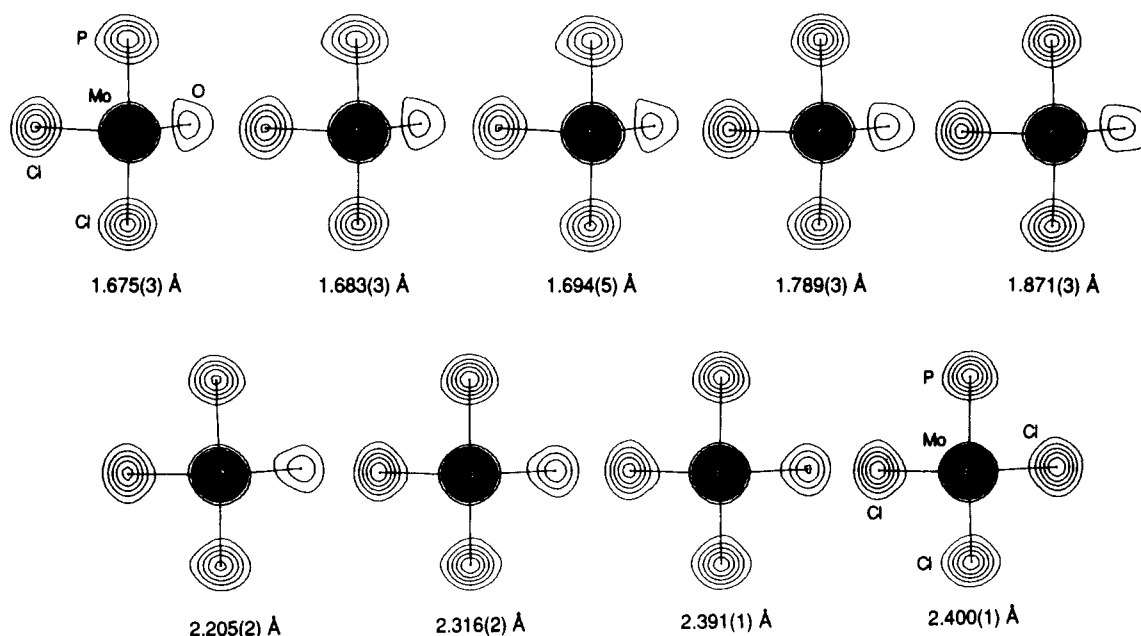 P
Mo
O
Cl
Cl
1.675(3) Å
1.683(3) Å
1.694(5) Å
1.789(3) Å
1.871(3) Å
P
Mo
Cl
Cl
Cl
2.205(2) Å
2.316(2) Å
2.391(1) Å
2.400(1) Å